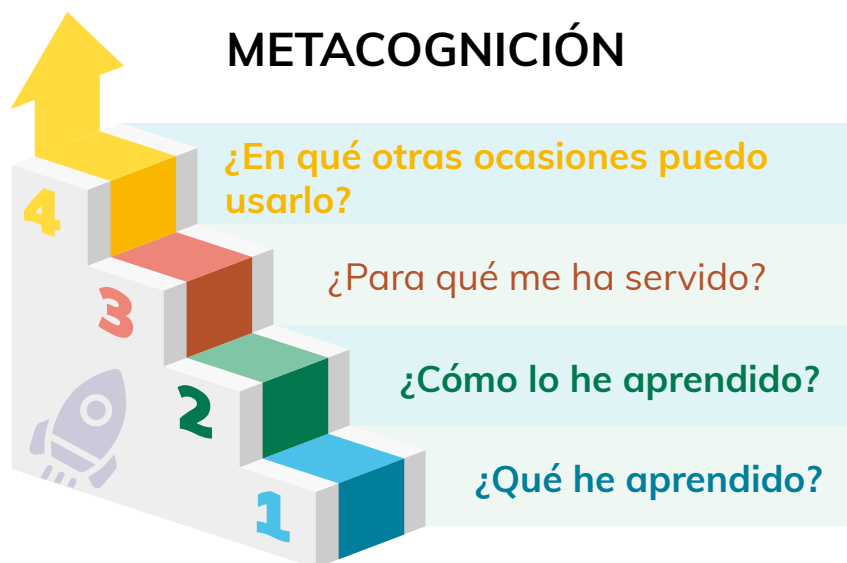 METACOGNICIÓN
4
¿En qué otras ocasiones puedo
usarlo?
3
¿Para qué me ha servido?
2
¿Cómo lo he aprendido?
1
¿Qué he aprendido?